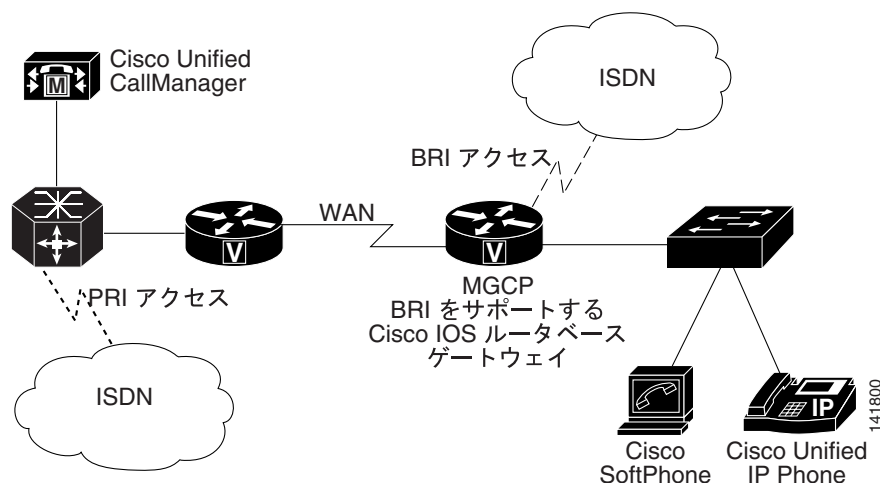 Cisco Unified
CallManager
M
ISDN
BRI アクセス
WAN
V
V
PRI アクセス
MGCP
BRI をサポートする
Cisco IOS ルータベース
ゲートウェイ
ISDN
IP
141800
Cisco
SoftPhone
Cisco Unified
IP Phone